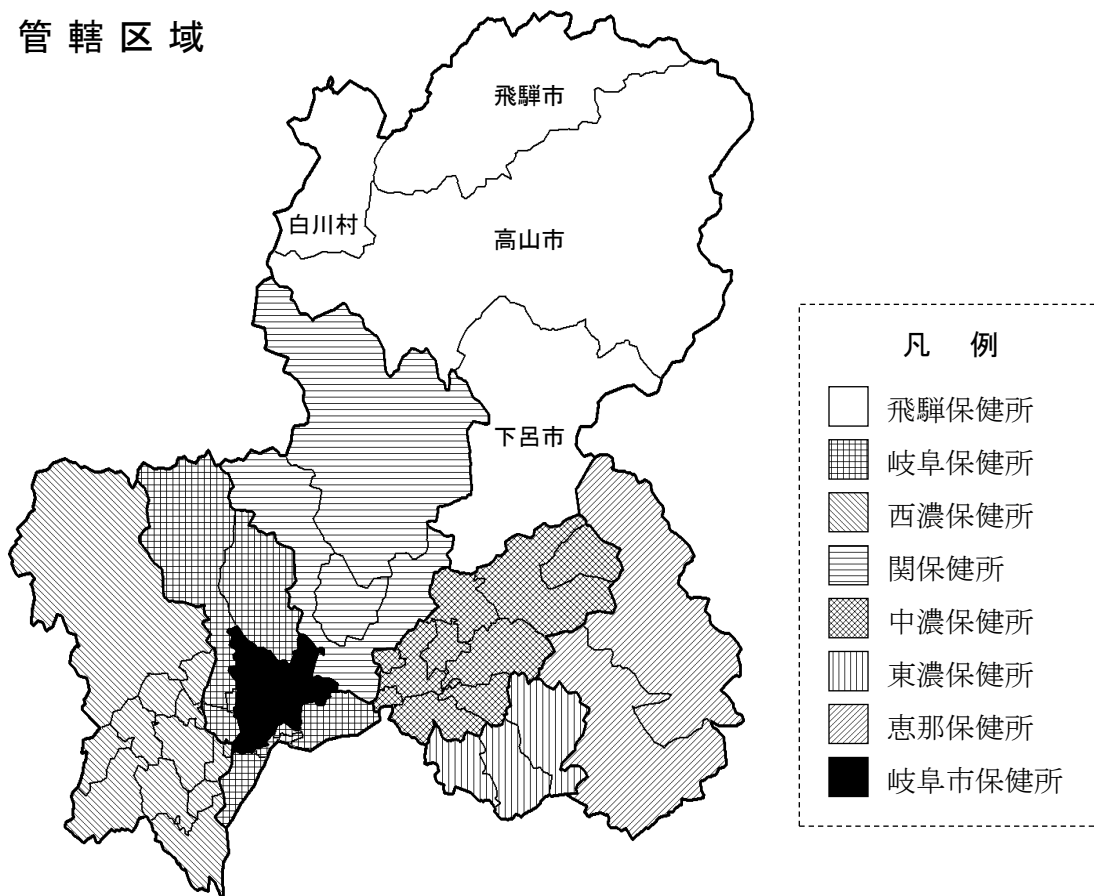 管轄区域
飛騨市
白川村
高山市
下呂市
凡例
飛騨保健所
岐阜保健所
西濃保健所
関保健所
中濃保健所
東濃保健所
恵那保健所
岐阜市保健所